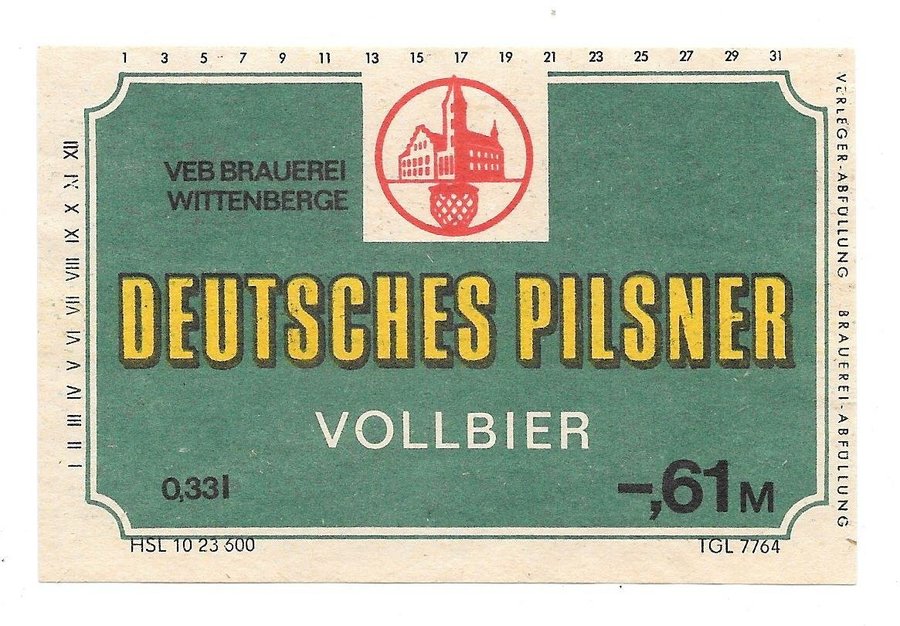 1 3 5 7 9 11 13 15 17 19 21 23 25 27 29 31
I II III IV V VI VII VIII IX X XI XII
VEB BRAUEREI
WITTENBERGE
DEUTSCHES PILSNER
VOLLBIER
0,33 l
-,61 M
HSL 10 23 600
TGL 7764
VERLEGER-ABFÜLLUNG BRAUEREI-ABFÜLLUNG